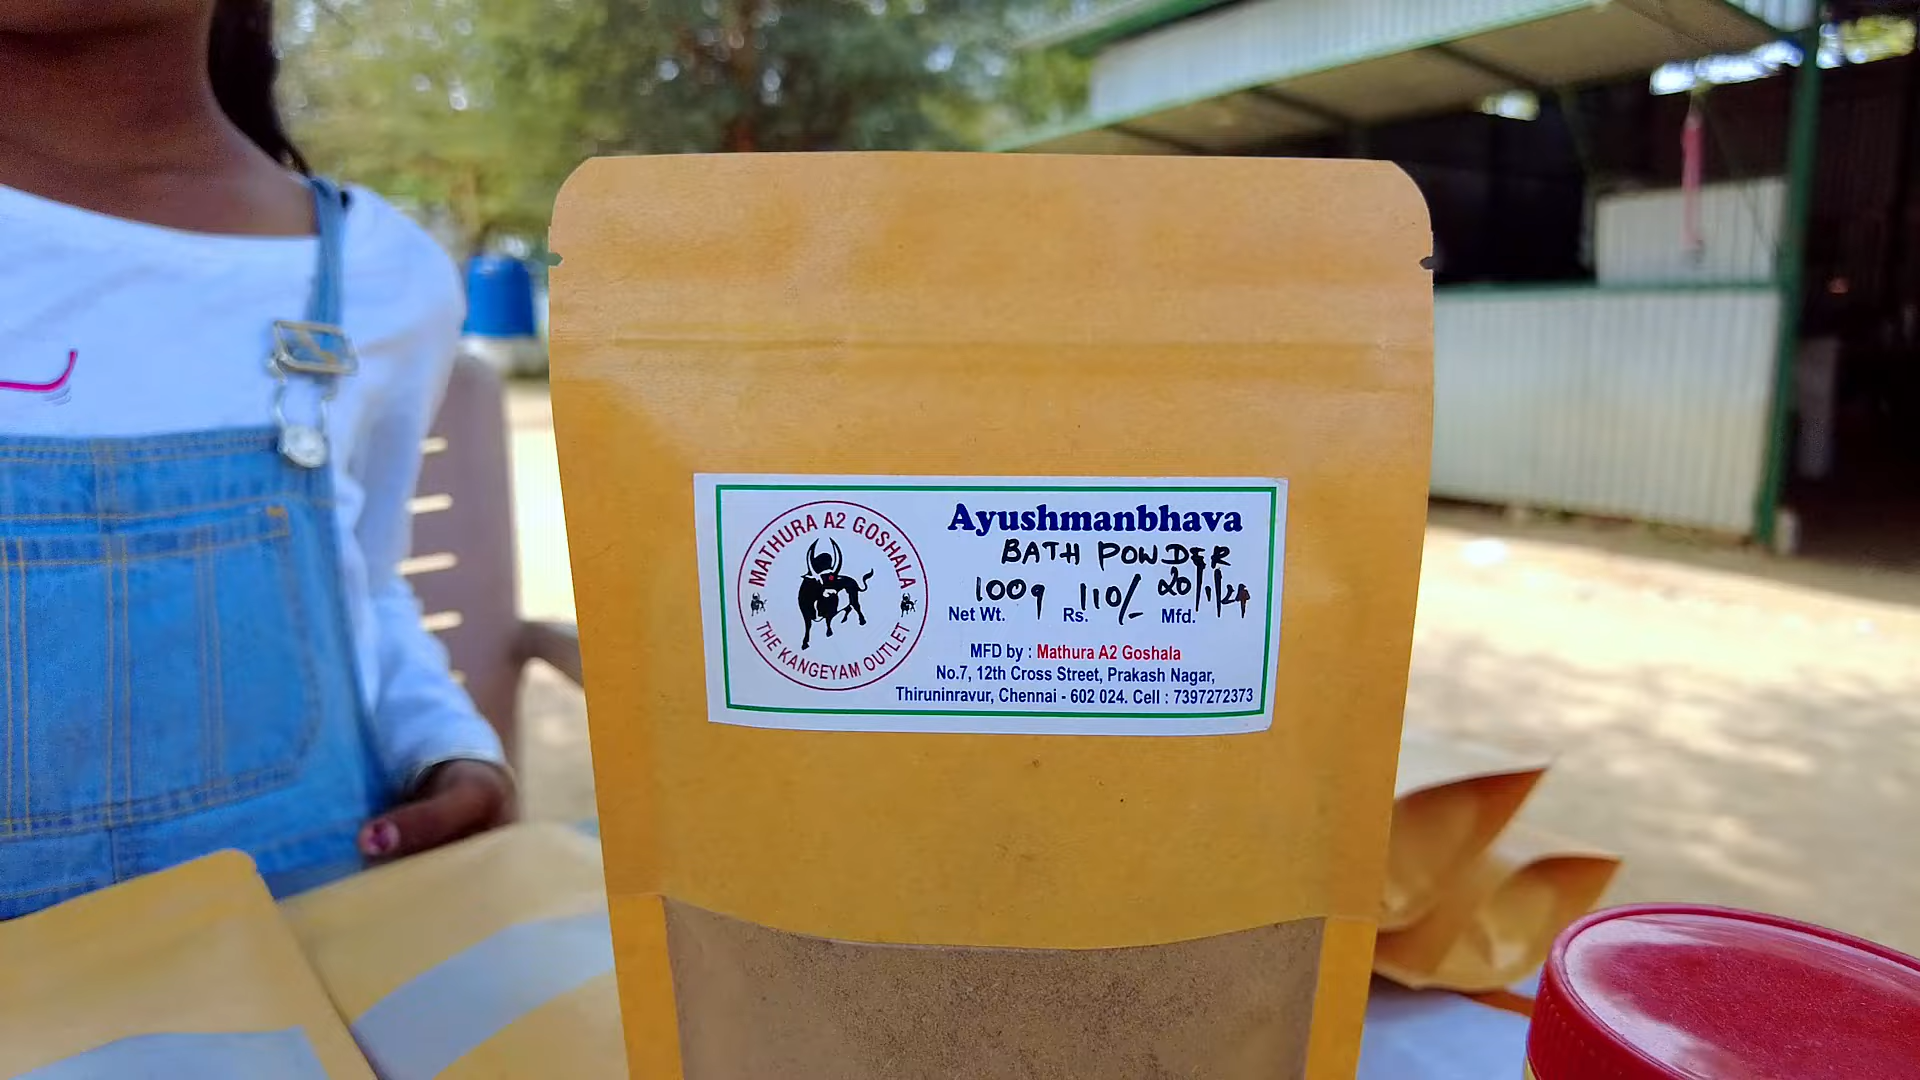 MATHURA A2 GOSHALA
THE KANGEYAM OUTLET
Ayushmanbhava
BATH POWDER
100g 110/- 20/1/24
Net Wt. Rs. Mfd.
MFD by : Mathura A2 Goshala
No.7, 12th Cross Street, Prakash Nagar,
Thiruninravur, Chennai - 602 024. Cell : 7397272373